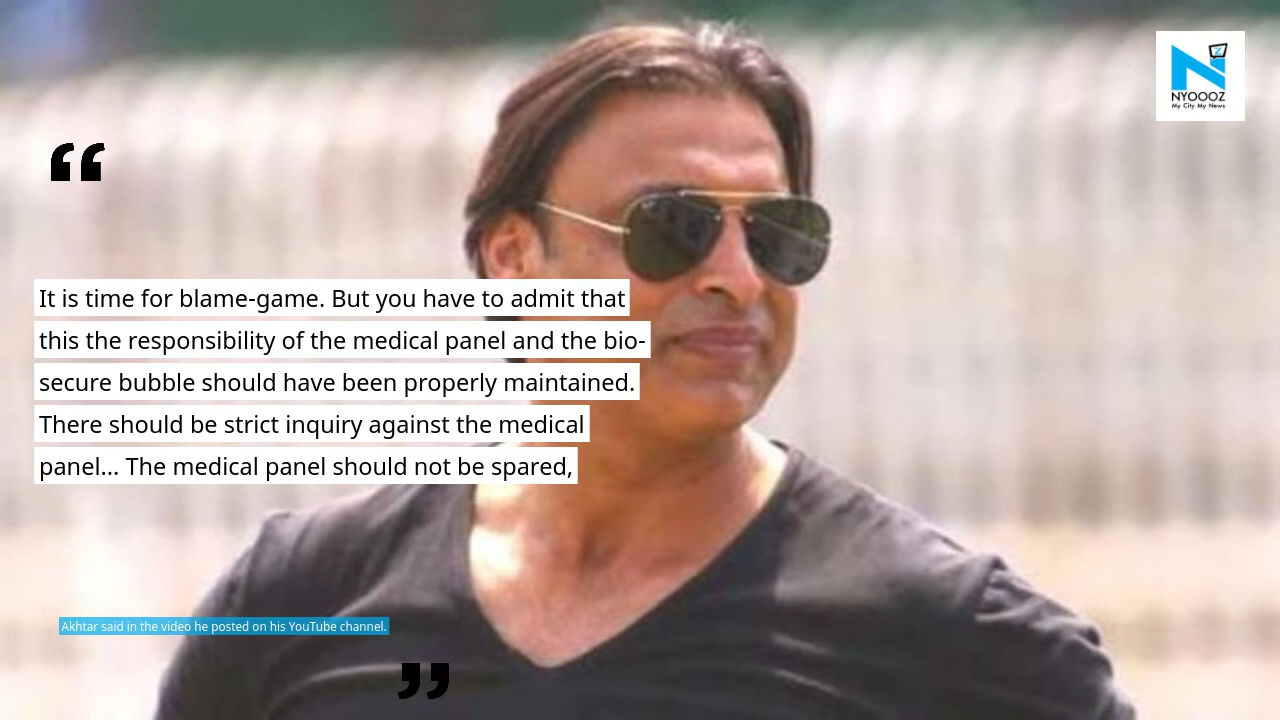 NYOOOZ
My City My News
“
It is time for blame-game. But you have to admit that
this the responsibility of the medical panel and the bio-
secure bubble should have been properly maintained.
There should be strict inquiry against the medical
panel... The medical panel should not be spared,
Akhtar said in the video he posted on his YouTube channel.
”